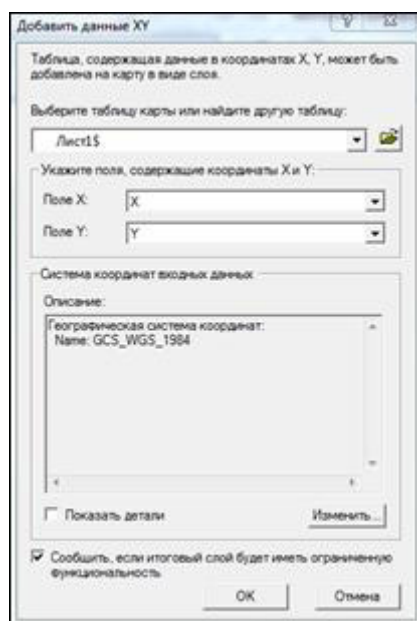 Добавить данные XY
Таблица, содержащая данные в координатах X, Y, может быть
добавлена на карту в виде слоя.
Выберите таблицу карты или найдите другую таблицу:
Лист1$
Укажите поля, содержащие координаты X и Y:
Поле X: X
Поле Y: Y
Система координат входных данных
Описание:
Географическая система координат:
Name: GCS_WGS_1984
Показать детали Изменить...
Сообщить, если итоговый слой будет иметь ограниченную
функциональность
OK Отмена